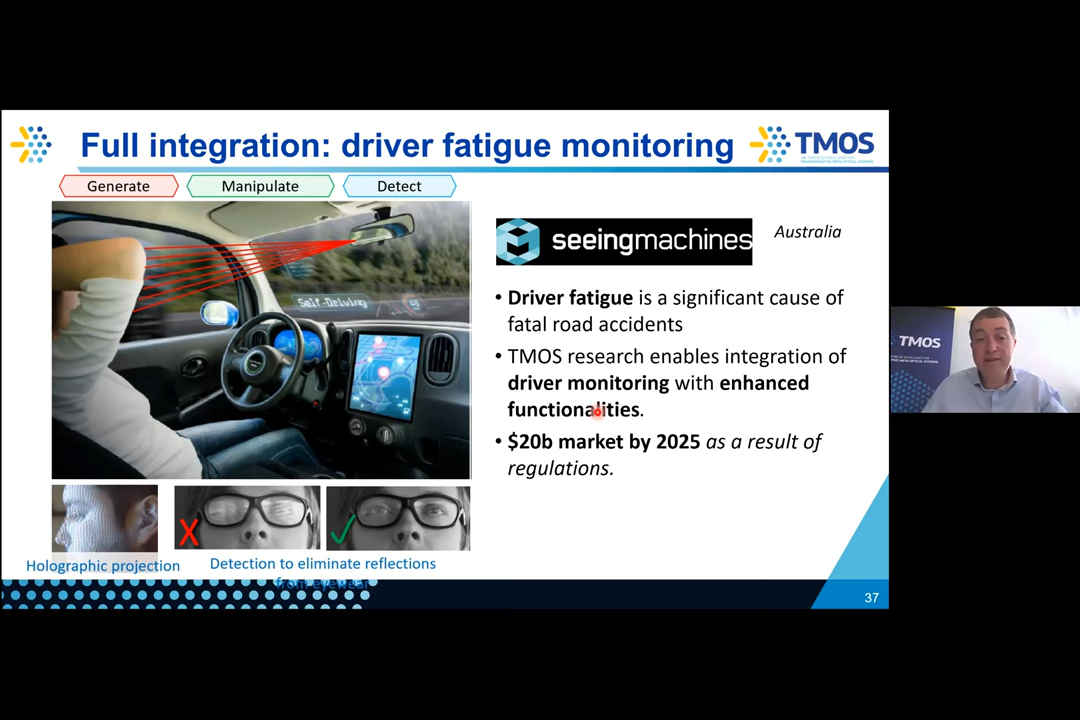 Full integration: driver fatigue monitoring
TMOS
Generate
Manipulate
Detect
seeingmachines
Australia
Self-Driving
• Driver fatigue is a significant cause of
fatal road accidents
• TMOS research enables integration of
driver monitoring with enhanced
functionalities.
• $20b market by 2025 as a result of
regulations.
X
Holographic projection
Detection to eliminate reflections
from eyewear
37
TMOS